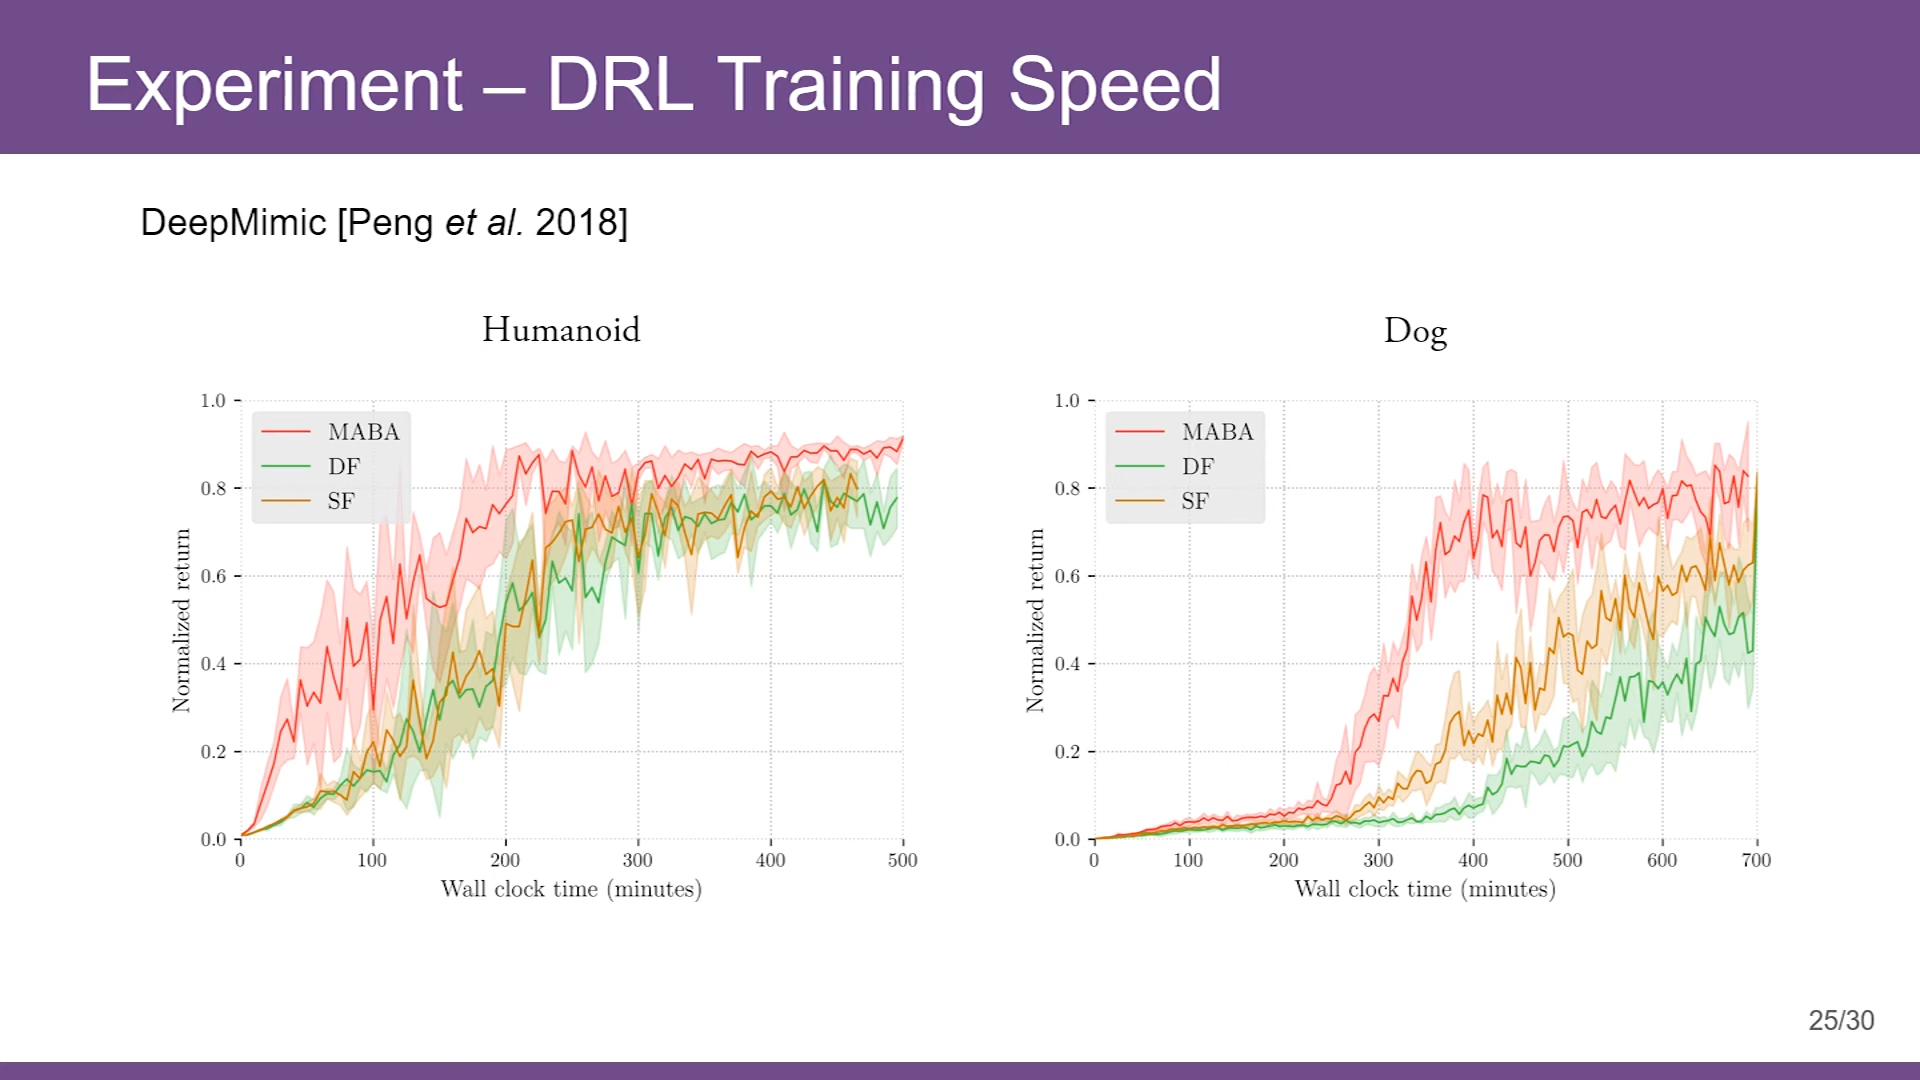 Experiment – DRL Training Speed
DeepMimic [Peng et al. 2018]
Humanoid
1.0
0.8
0.6
0.4
0.2
0.0
Normalized return
MABA
DF
SF
0 100 200 300 400 500
Wall clock time (minutes)
Dog
1.0
0.8
0.6
0.4
0.2
0.0
Normalized return
MABA
DF
SF
0 100 200 300 400 500 600 700
Wall clock time (minutes)
25/30